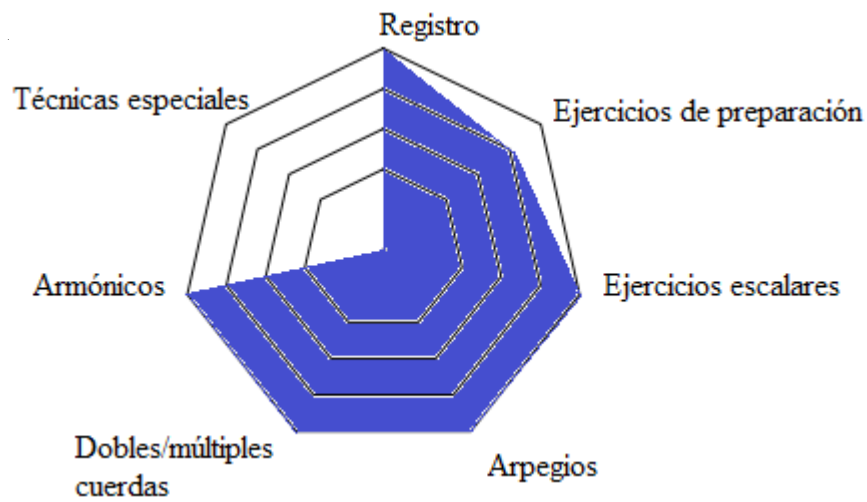 Registro
Técnicas especiales
Ejercicios de preparación
Armónicos
Ejercicios escalares
Dobles/múltiples
cuerdas
Arpegios